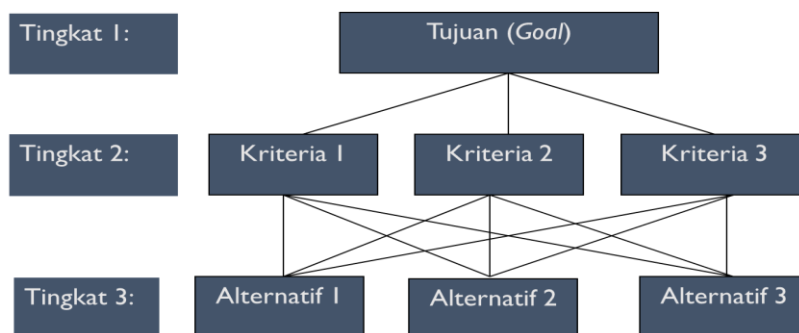 Tingkat 1:
Tujuan (Goal)
Tingkat 2:
Kriteria 1
Kriteria 2
Kriteria 3
Tingkat 3:
Alternatif 1
Alternatif 2
Alternatif 3